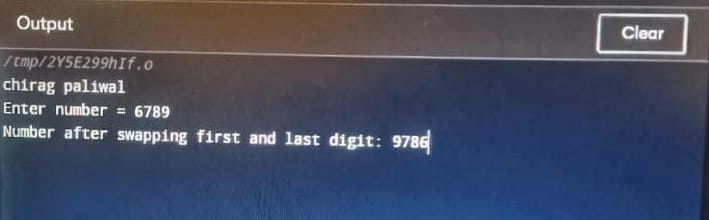 Output
Clear
/tmp/2Y5E299hIf.o
chirag paliwal
Enter number = 6789
Number after swapping first and last digit: 9786